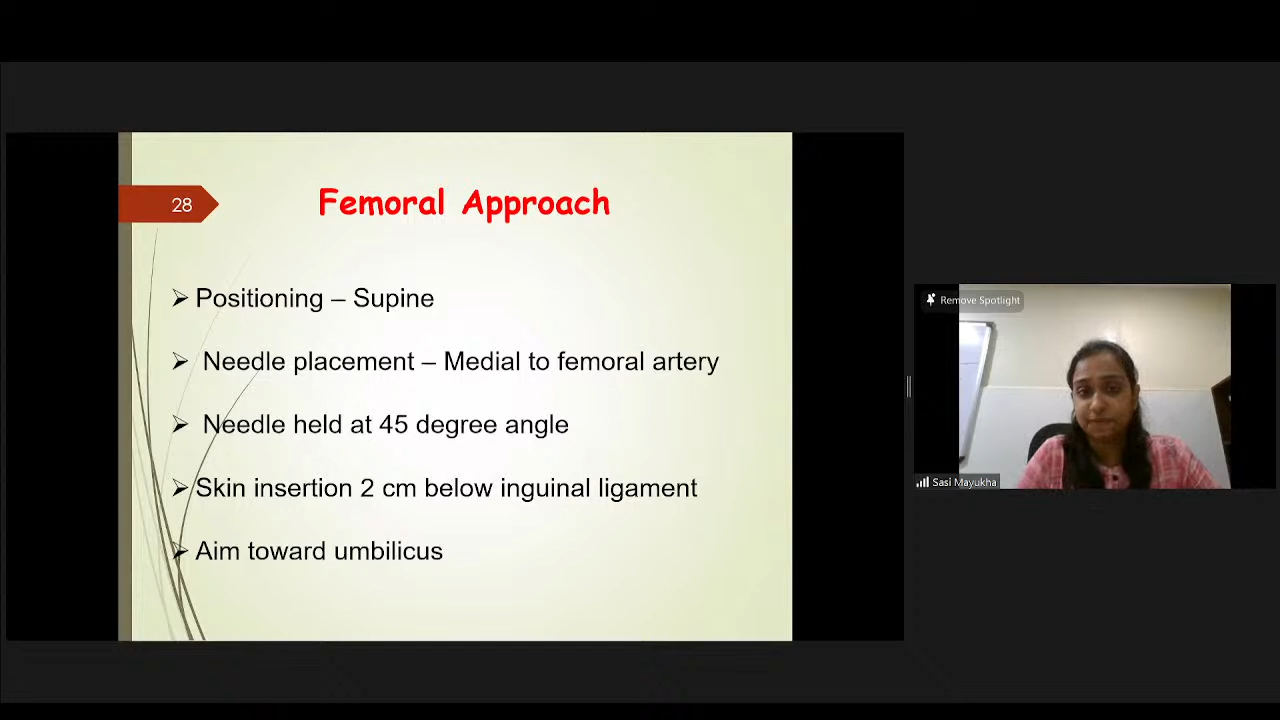 28
Femoral Approach
➢ Positioning – Supine
➢ Needle placement – Medial to femoral artery
➢ Needle held at 45 degree angle
➢ Skin insertion 2 cm below inguinal ligament
➢ Aim toward umbilicus
Remove Spotlight
Sasi Mayukha